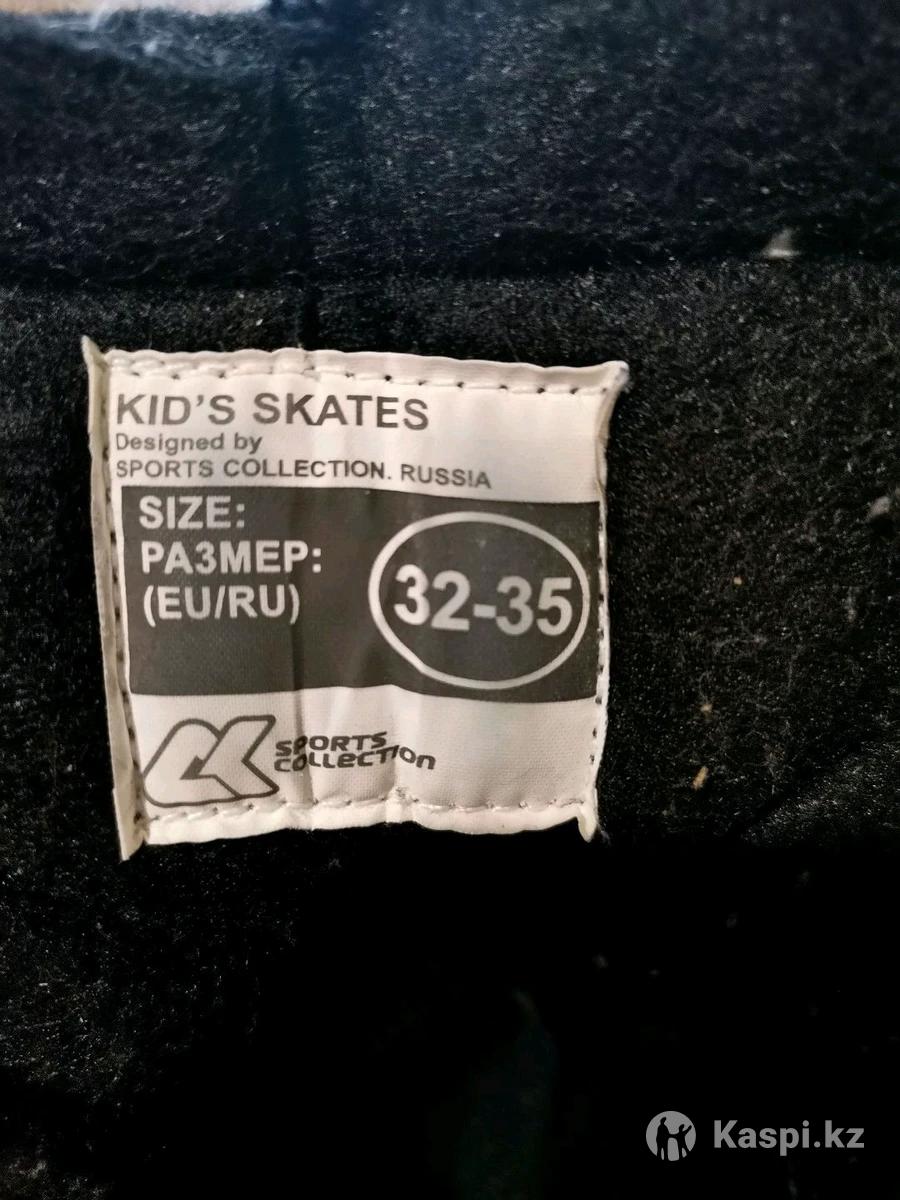 KID'S SKATES
Designed by
SPORTS COLLECTION. RUSSIA
SIZE:
РАЗМЕР:
(EU/RU)
32-35
SPORTS
COLLECTION
Kaspi.kz